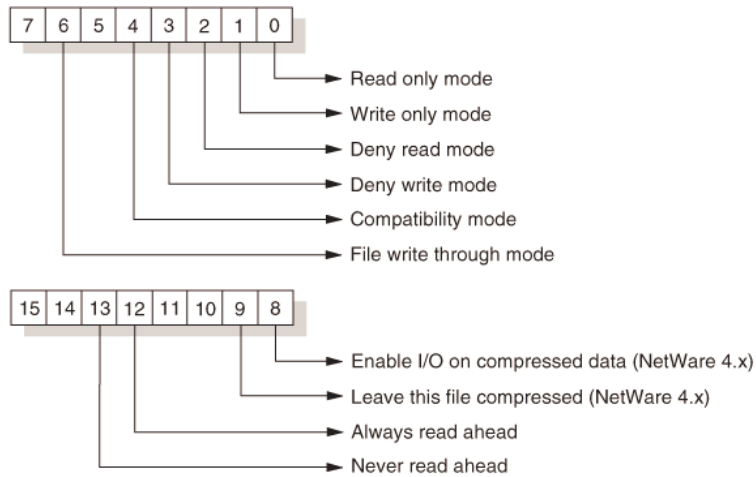 7 6 5 4 3 2 1 0
Read only mode
Write only mode
Deny read mode
Deny write mode
Compatibility mode
File write through mode
15 14 13 12 11 10 9 8
Enable I/O on compressed data (NetWare 4.x)
Leave this file compressed (NetWare 4.x)
Always read ahead
Never read ahead